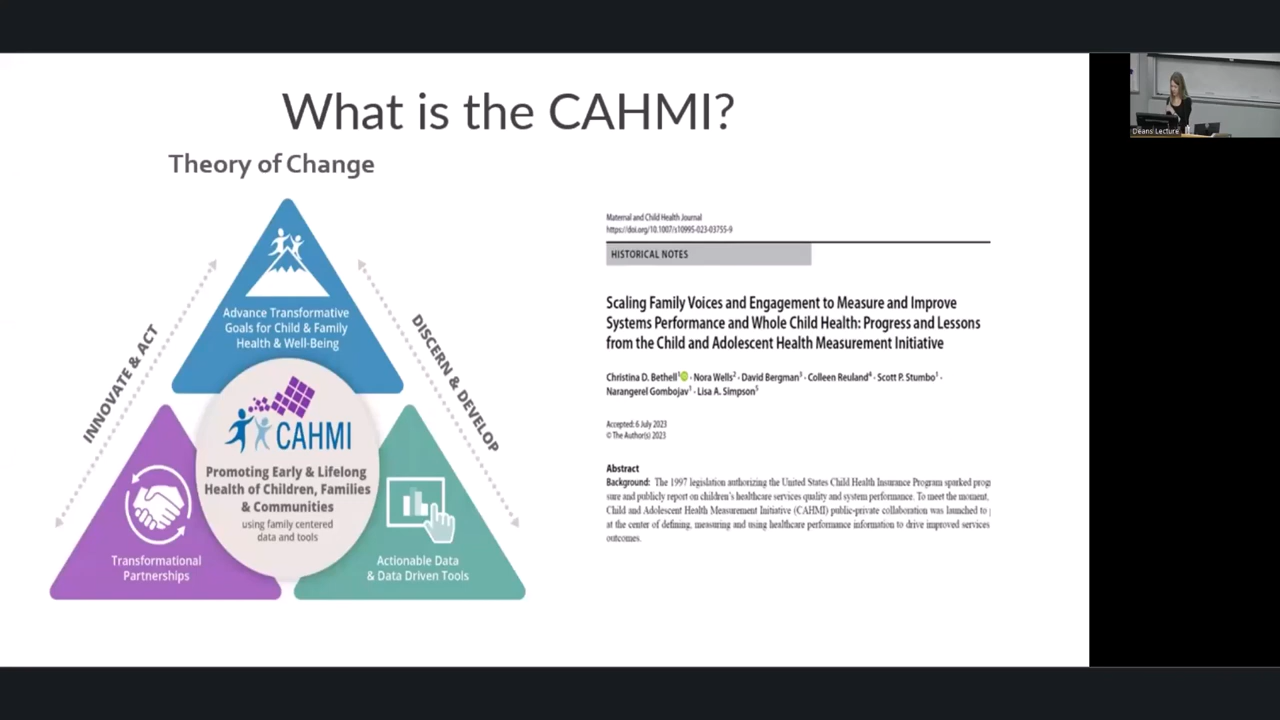 What is the CAHMI?
Theory of Change
Advance Transformative
Goals for Child & Family
Health & Well-Being
INNOVATE & ACT
DISCERN & DEVELOP
CAHMI
Promoting Early & Lifelong
Health of Children, Families
& Communities
using family centered
data and tools
Transformational
Partnerships
Actionable Data
& Data Driven Tools
Maternal and Child Health Journal
https://doi.org/10.1007/s10995-023-03755-9
HISTORICAL NOTES
Scaling Family Voices and Engagement to Measure and Improve
Systems Performance and Whole Child Health: Progress and Lessons
from the Child and Adolescent Health Measurement Initiative
Christina D. Bethell¹ · Nora Wells² · David Bergman³ · Colleen Reuland⁴ · Scott P. Stumbo¹ ·
Narangerel Gombojav¹ · Lisa A. Simpson⁵
Accepted: 6 July 2023
© The Author(s) 2023
Abstract
Background: The 1997 legislation authorizing the United States Child Health Insurance Program sparked prog
sure and publicly report on children's healthcare services quality and system performance. To meet the moment,
Child and Adolescent Health Measurement Initiative (CAHMI) public-private collaboration was launched to
at the center of defining, measuring and using healthcare performance information to drive improved services
outcomes.
Deans Lecture